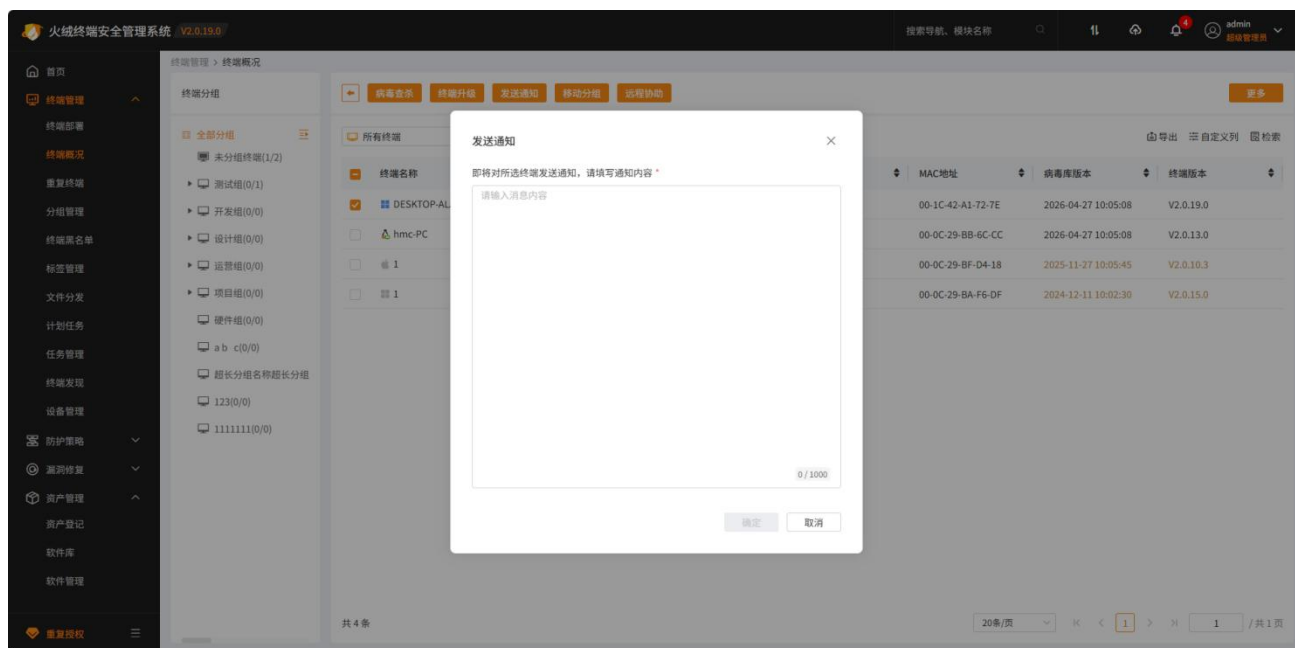 火绒终端安全管理系统 V2.0.19.0
搜索导航、模块名称
4
admin
超级管理员
首页
终端管理
终端部署
终端概况
重复终端
分组管理
终端黑名单
标签管理
文件分发
计划任务
任务管理
终端发现
设备管理
防护策略
漏洞修复
资产管理
资产登记
软件库
软件管理
重复授权
终端管理 > 终端概况
终端分组
全部分组
未分组终端(1/2)
测试组(0/1)
开发组(0/0)
设计组(0/0)
运营组(0/0)
项目组(0/0)
硬件组(0/0)
a b c(0/0)
超长分组名称超长分组
123(0/0)
1111111(0/0)
病毒查杀 终端升级 发送通知 移动分组 远程协助 更多
所有终端 导出 自定义列 检索
终端名称 MAC地址 病毒库版本 终端版本
DESKTOP-AL 00-1C-42-A1-72-7E 2026-04-27 10:05:08 V2.0.19.0
hmc-PC 00-0C-29-BB-6C-CC 2026-04-27 10:05:08 V2.0.13.0
1 00-0C-29-BF-D4-18 2025-11-27 10:05:45 V2.0.10.3
1 00-0C-29-BA-F6-DF 2024-12-11 10:02:30 V2.0.15.0
发送通知
即将对所选终端发送通知，请填写通知内容 *
请输入消息内容
0 / 1000
确定 取消
共 4 条 20条/页 1 1 / 共 1 页